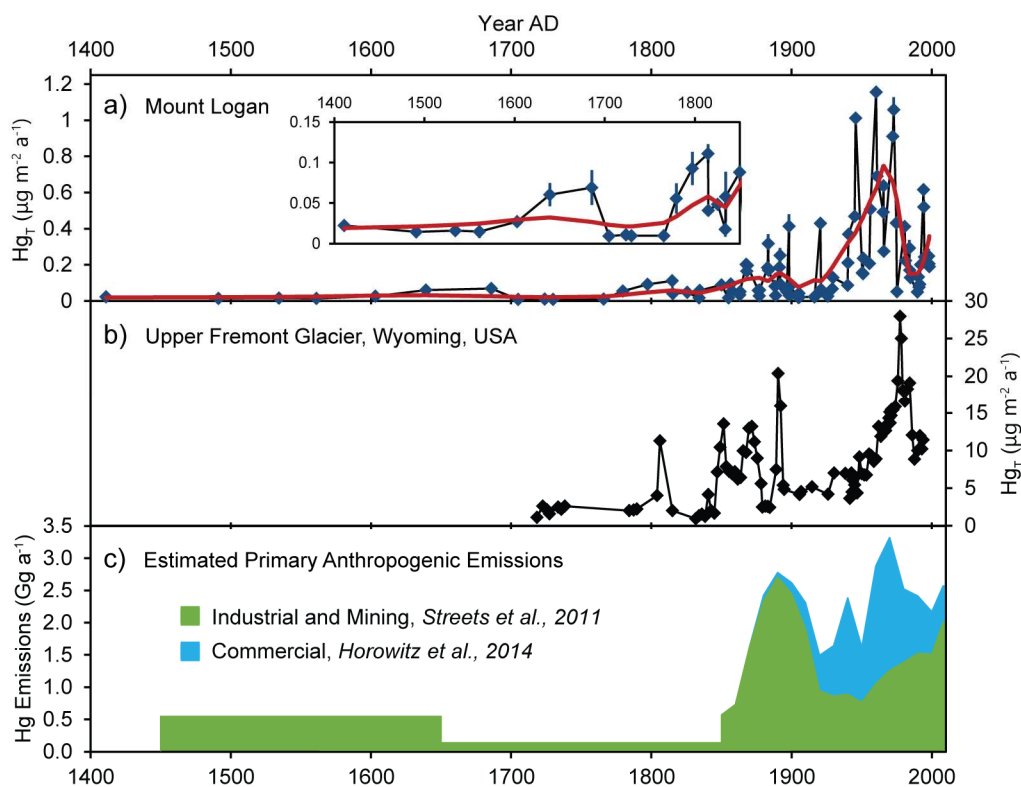 Year AD
1400 1500 1600 1700 1800 1900 2000
a) Mount Logan
Hg_T (µg m⁻² a⁻¹)
1.2
1
0.8
0.6
0.4
0.2
0
1400 1500 1600 1700 1800
0.15
0.1
0.05
0
b) Upper Fremont Glacier, Wyoming, USA
30
25
20
15
10
5
0
Hg_T (µg m⁻² a⁻¹)
c) Estimated Primary Anthropogenic Emissions
Industrial and Mining, Streets et al., 2011
Commercial, Horowitz et al., 2014
Hg Emissions (Gg a⁻¹)
3.5
3.0
2.5
2.0
1.5
1.0
0.5
0.0
1400 1500 1600 1700 1800 1900 2000